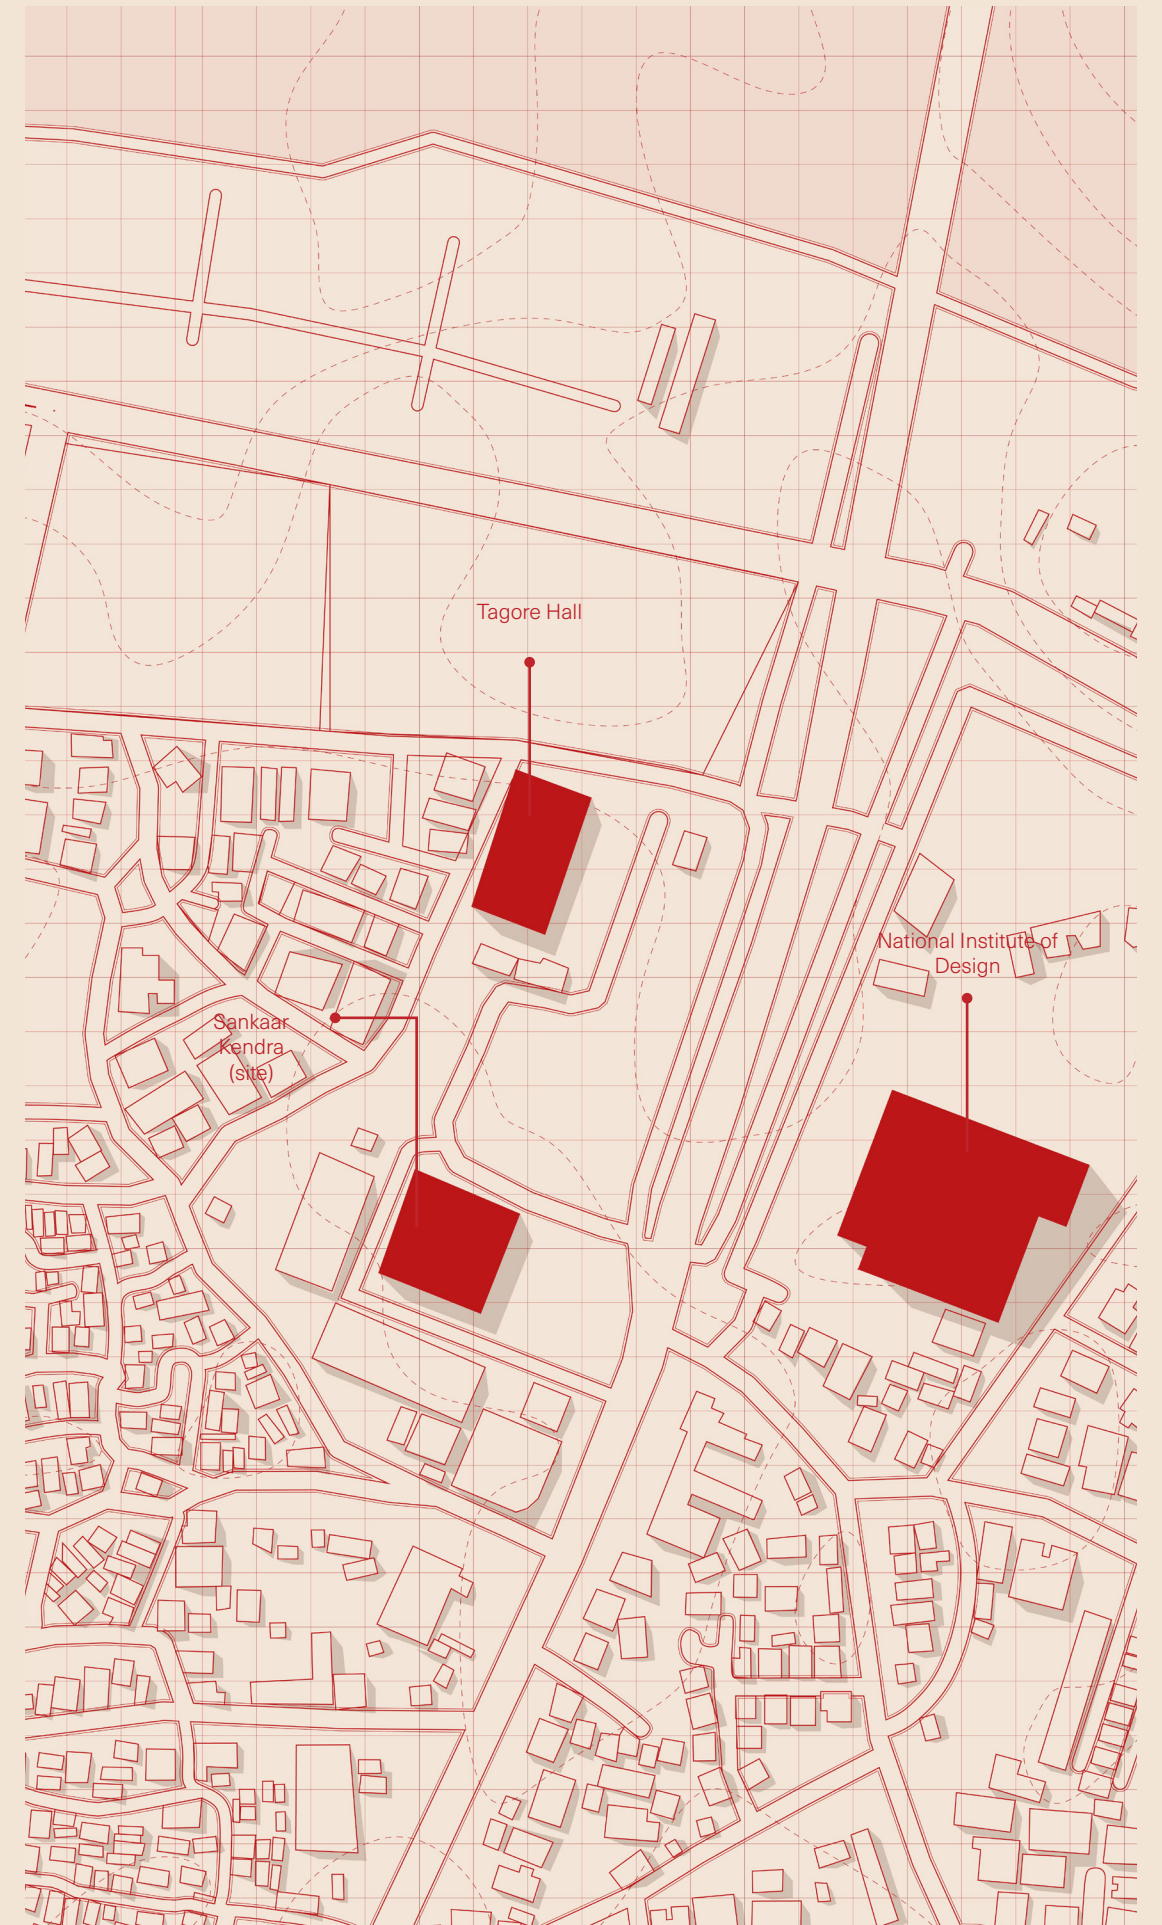 Tagore Hall
National Institute of
Design
Sankaar
Kendra
(site)